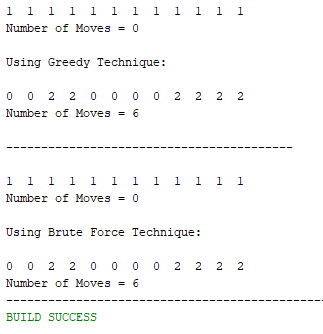 1 1 1 1 1 1 1 1 1 1 1 1
Number of Moves = 0
Using Greedy Technique:
0 0 2 2 0 0 0 0 2 2 2 2
Number of Moves = 6
-----------------------------------------
1 1 1 1 1 1 1 1 1 1 1 1
Number of Moves = 0
Using Brute Force Technique:
0 0 2 2 0 0 0 0 2 2 2 2
Number of Moves = 6
----------------------------------------------
BUILD SUCCESS